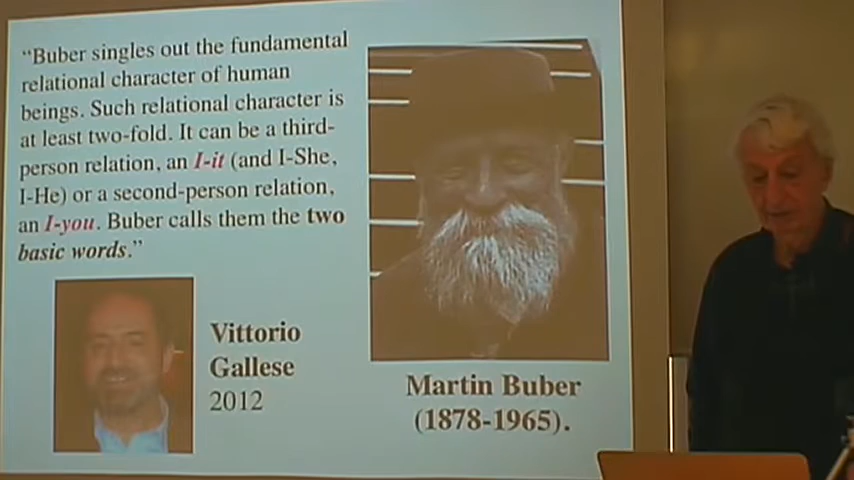 “Buber singles out the fundamental
relational character of human
beings. Such relational character is
at least two-fold. It can be a third-
person relation, an I-it (and I-She,
I-He) or a second-person relation,
an I-you. Buber calls them the two
basic words.”
Vittorio
Gallese
2012
Martin Buber
(1878-1965).